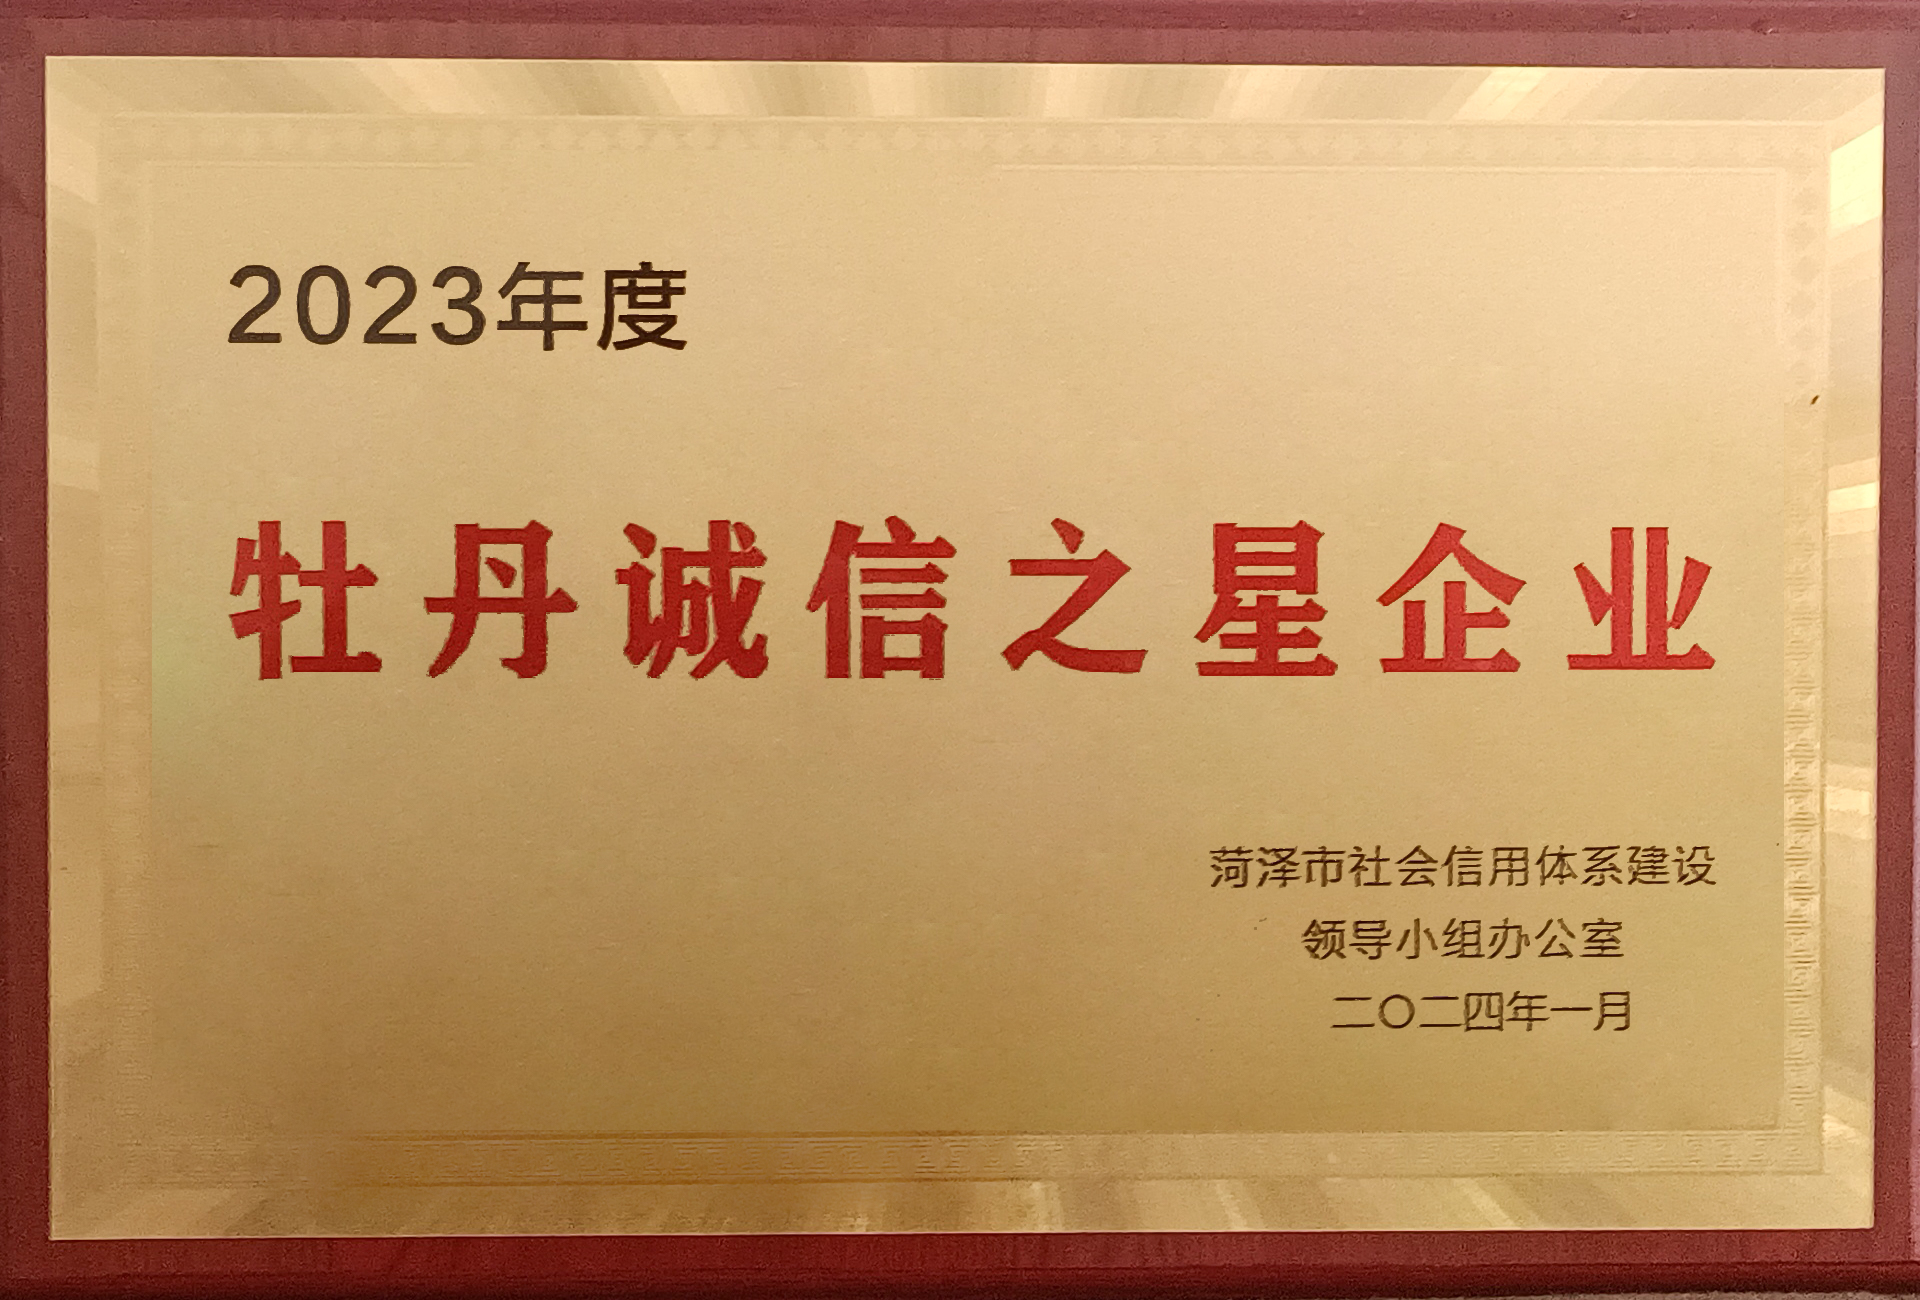 2023年度
牡丹诚信之星企业
菏泽市社会信用体系建设
领导小组办公室
二〇二四年一月